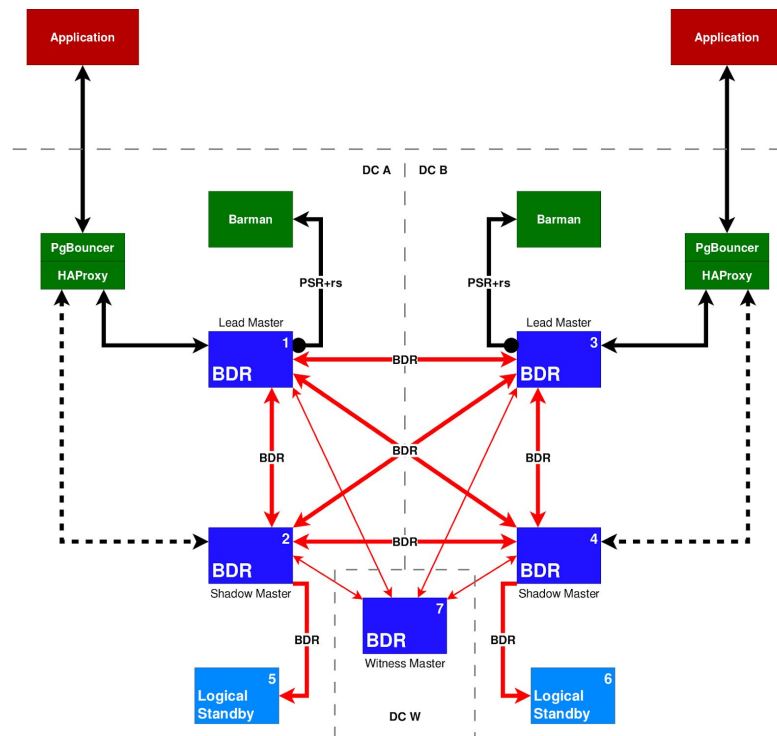 Application
Application
DC A
DC B
Barman
Barman
PgBouncer
HAProxy
PgBouncer
HAProxy
PSR+rs
PSR+rs
Lead Master
Lead Master
1
BDR
3
BDR
BDR
BDR
BDR
BDR
2
BDR
BDR
4
BDR
Shadow Master
Shadow Master
7
BDR
Witness Master
BDR
BDR
5
Logical
Standby
6
Logical
Standby
DC W